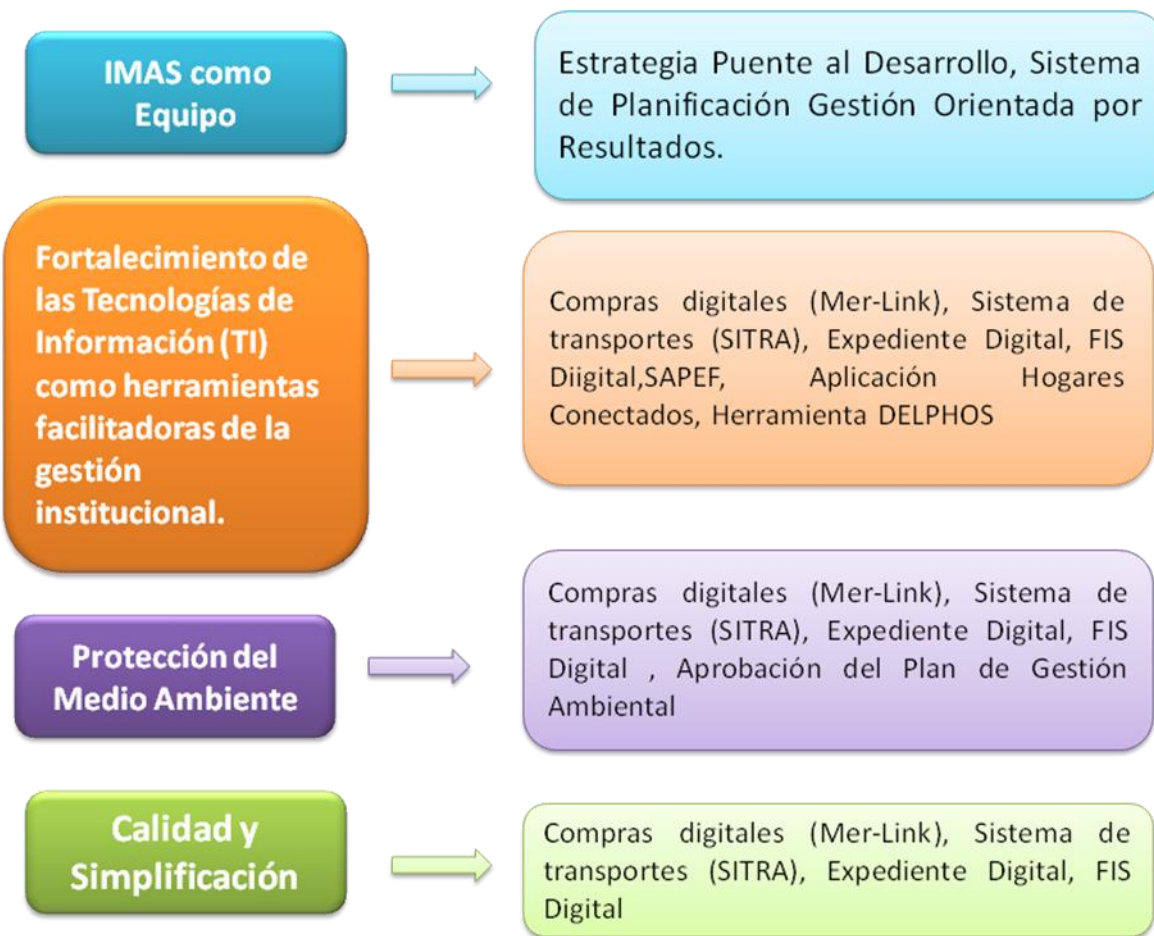 IMAS como
Equipo
Estrategia Puente al Desarrollo, Sistema
de Planificación Gestión Orientada por
Resultados.
Fortalecimiento de
las Tecnologías de
Información (TI)
como herramientas
facilitadoras de la
gestión
institucional.
Compras digitales (Mer-Link), Sistema de
transportes (SITRA), Expediente Digital, FIS
Diigital,SAPEF, Aplicación Hogares
Conectados, Herramienta DELPHOS
Protección del
Medio Ambiente
Compras digitales (Mer-Link), Sistema de
transportes (SITRA), Expediente Digital, FIS
Digital , Aprobación del Plan de Gestión
Ambiental
Calidad y
Simplificación
Compras digitales (Mer-Link), Sistema de
transportes (SITRA), Expediente Digital, FIS
Digital